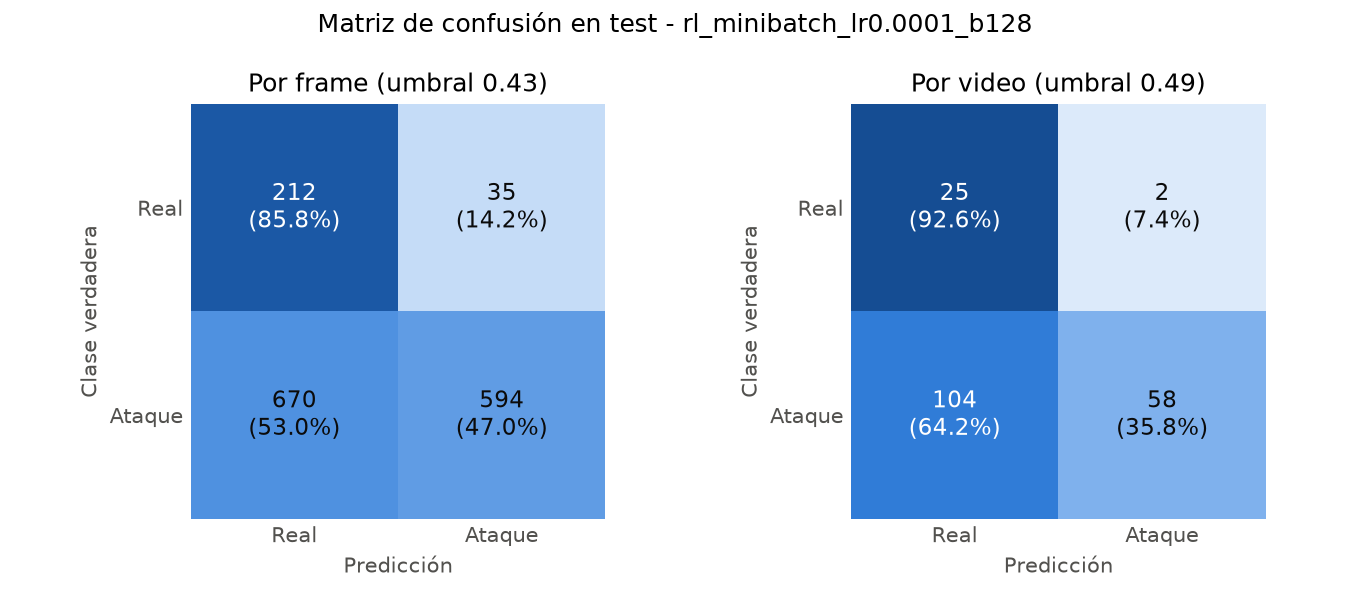 Matriz de confusión en test - rl_minibatch_lr0.0001_b128
Por frame (umbral 0.43)
Clase verdadera
Real
212
(85.8%)
35
(14.2%)
Ataque
670
(53.0%)
594
(47.0%)
Real
Ataque
Predicción
Por video (umbral 0.49)
Clase verdadera
Real
25
(92.6%)
2
(7.4%)
Ataque
104
(64.2%)
58
(35.8%)
Real
Ataque
Predicción